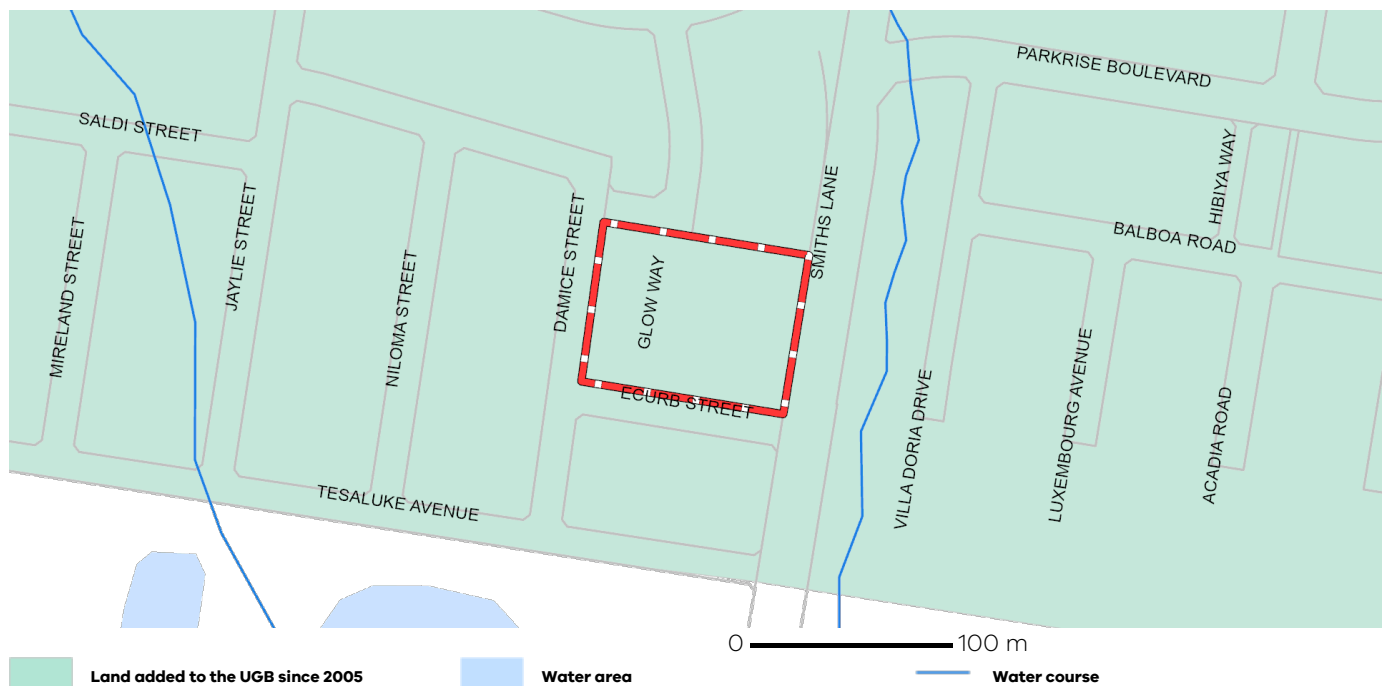 PARKRISE BOULEVARD
SALDI STREET
HIBIYA WAY
SMITHS LANE
JAYLIE STREET
DAMICE STREET
MIRELAND STREET
BALBOA ROAD
NILOMA STREET
GLOW WAY
LUXEMBOURG AVENUE
VILLA DORIA DRIVE
ACADIA ROAD
ECURB STREET
TESALUKE AVENUE
0 100 m
Land added to the UGB since 2005 Water area Water course